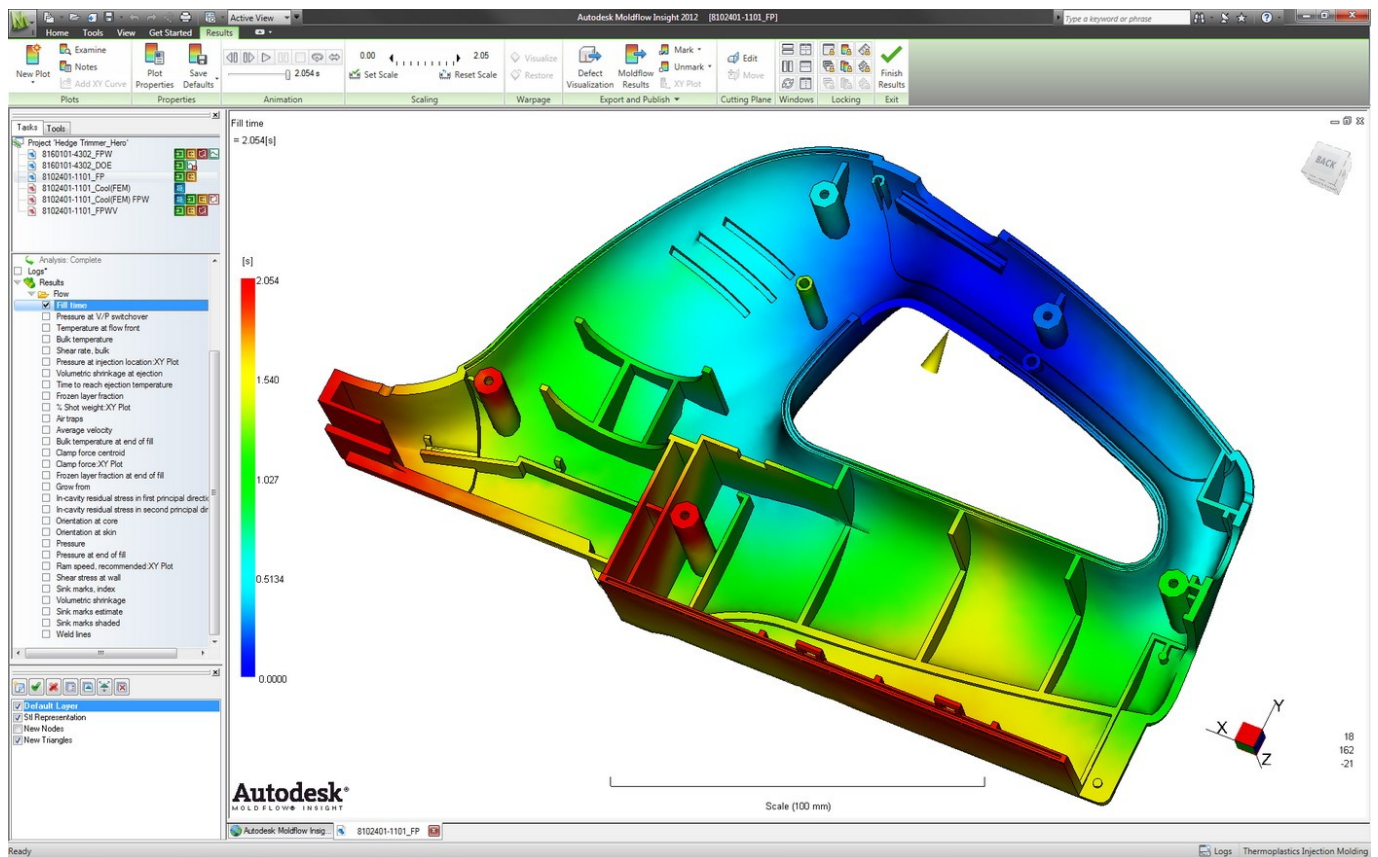 Active View
Autodesk Moldflow Insight 2012 [8102401-1101_FP]
Type a keyword or phrase
Home Tools View Get Started Results
New Plot
Examine
Notes
Add XY Curve
Plot Properties
Save Defaults
2.054 s
0.00 2.05
Set Scale Reset Scale
Visualize
Restore
Defect Visualization
Moldflow Results
Mark
Unmark
XY Plot
Edit
Move
Finish Results
Plots Properties Animation Scaling Warpage Export and Publish Cutting Plane Windows Locking Exit
Tasks Tools
Project 'Hedge Trimmer_Hero'
8160101-4302_FPW
8160101-4302_DOE
8102401-1101_FP
8102401-1101_Cool(FEM)
8102401-1101_Cool(FEM) FPW
8102401-1101_FPWV
Analysis: Complete
Logs*
Results
Flow
Fill time
Pressure at V/P switchover
Temperature at flow front
Bulk temperature
Shear rate, bulk
Pressure at injection location:XY Plot
Volumetric shrinkage at ejection
Time to reach ejection temperature
Frozen layer fraction
% Shot weight:XY Plot
Air traps
Average velocity
Bulk temperature at end of fill
Clamp force centroid
Clamp force:XY Plot
Frozen layer fraction at end of fill
Grow from
In-cavity residual stress in first principal directic
In-cavity residual stress in second principal dir
Orientation at core
Orientation at skin
Pressure
Pressure at end of fill
Ram speed, recommended:XY Plot
Shear stress at wall
Sink marks, index
Volumetric shrinkage
Sink marks estimate
Sink marks shaded
Weld lines
Default Layer
Stl Representation
New Nodes
New Triangles
Fill time
= 2.054[s]
[s]
2.054
1.540
1.027
0.5134
0.0000
BACK
X
Y
Z
18
162
-21
Scale (100 mm)
Autodesk®
MOLDFLOW® INSIGHT
Autodesk Moldflow Insig...
8102401-1101_FP
Ready
Logs
Thermoplastics Injection Molding